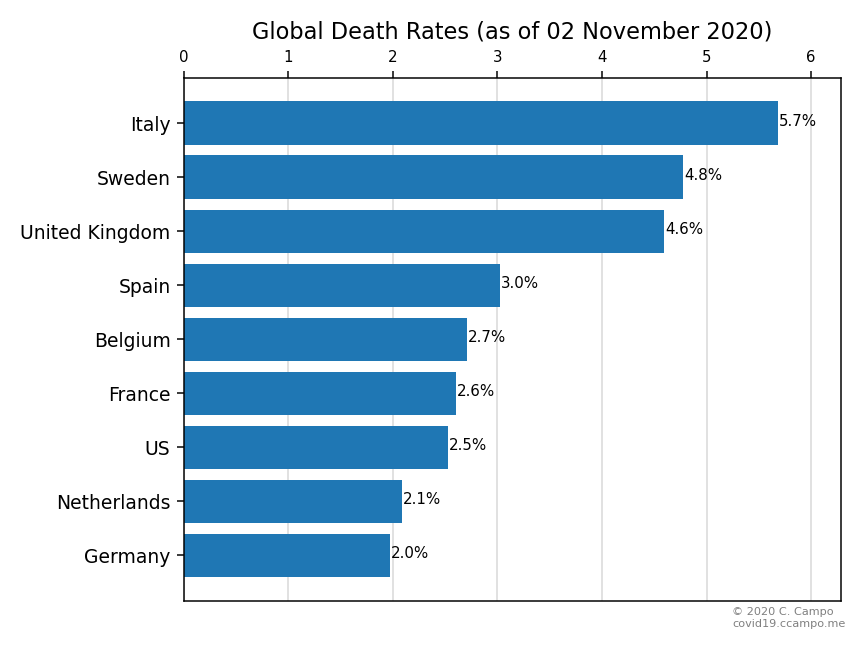 Global Death Rates (as of 02 November 2020)
0 1 2 3 4 5 6
Italy 5.7%
Sweden 4.8%
United Kingdom 4.6%
Spain 3.0%
Belgium 2.7%
France 2.6%
US 2.5%
Netherlands 2.1%
Germany 2.0%
© 2020 C. Campo
covid19.ccampo.me